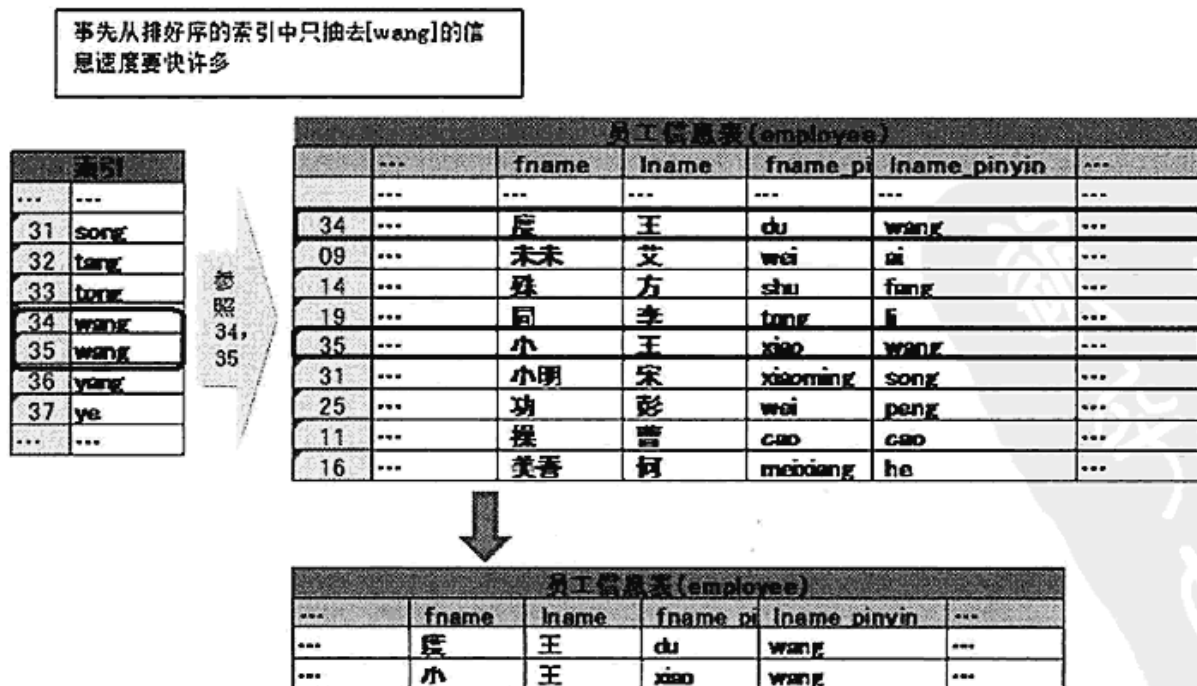 事先从排好序的索引中只抽去[wang]的信
息速度要快许多
索引
... ...
31 song
32 tang
33 tong
34 wang
35 wang
36 yang
37 ye
... ...
参
照
34,
35
员工信息表(employee)
... fname lname fname_pi lname_pinyin ...
... ... ... ... ... ...
34 ... 度 王 du wang ...
09 ... 未未 艾 wei ai ...
14 ... 殊 方 shu fang ...
19 ... 同 李 tong li ...
35 ... 小 王 xiao wang ...
31 ... 小明 宋 xiaoming song ...
25 ... 功 彭 wei peng ...
11 ... 操 曹 cao cao ...
16 ... 美香 何 meixiang he ...
员工信息表(employee)
... fname lname fname_pi lname_pinyin ...
... 度 王 du wang ...
... 小 王 xiao wang ...